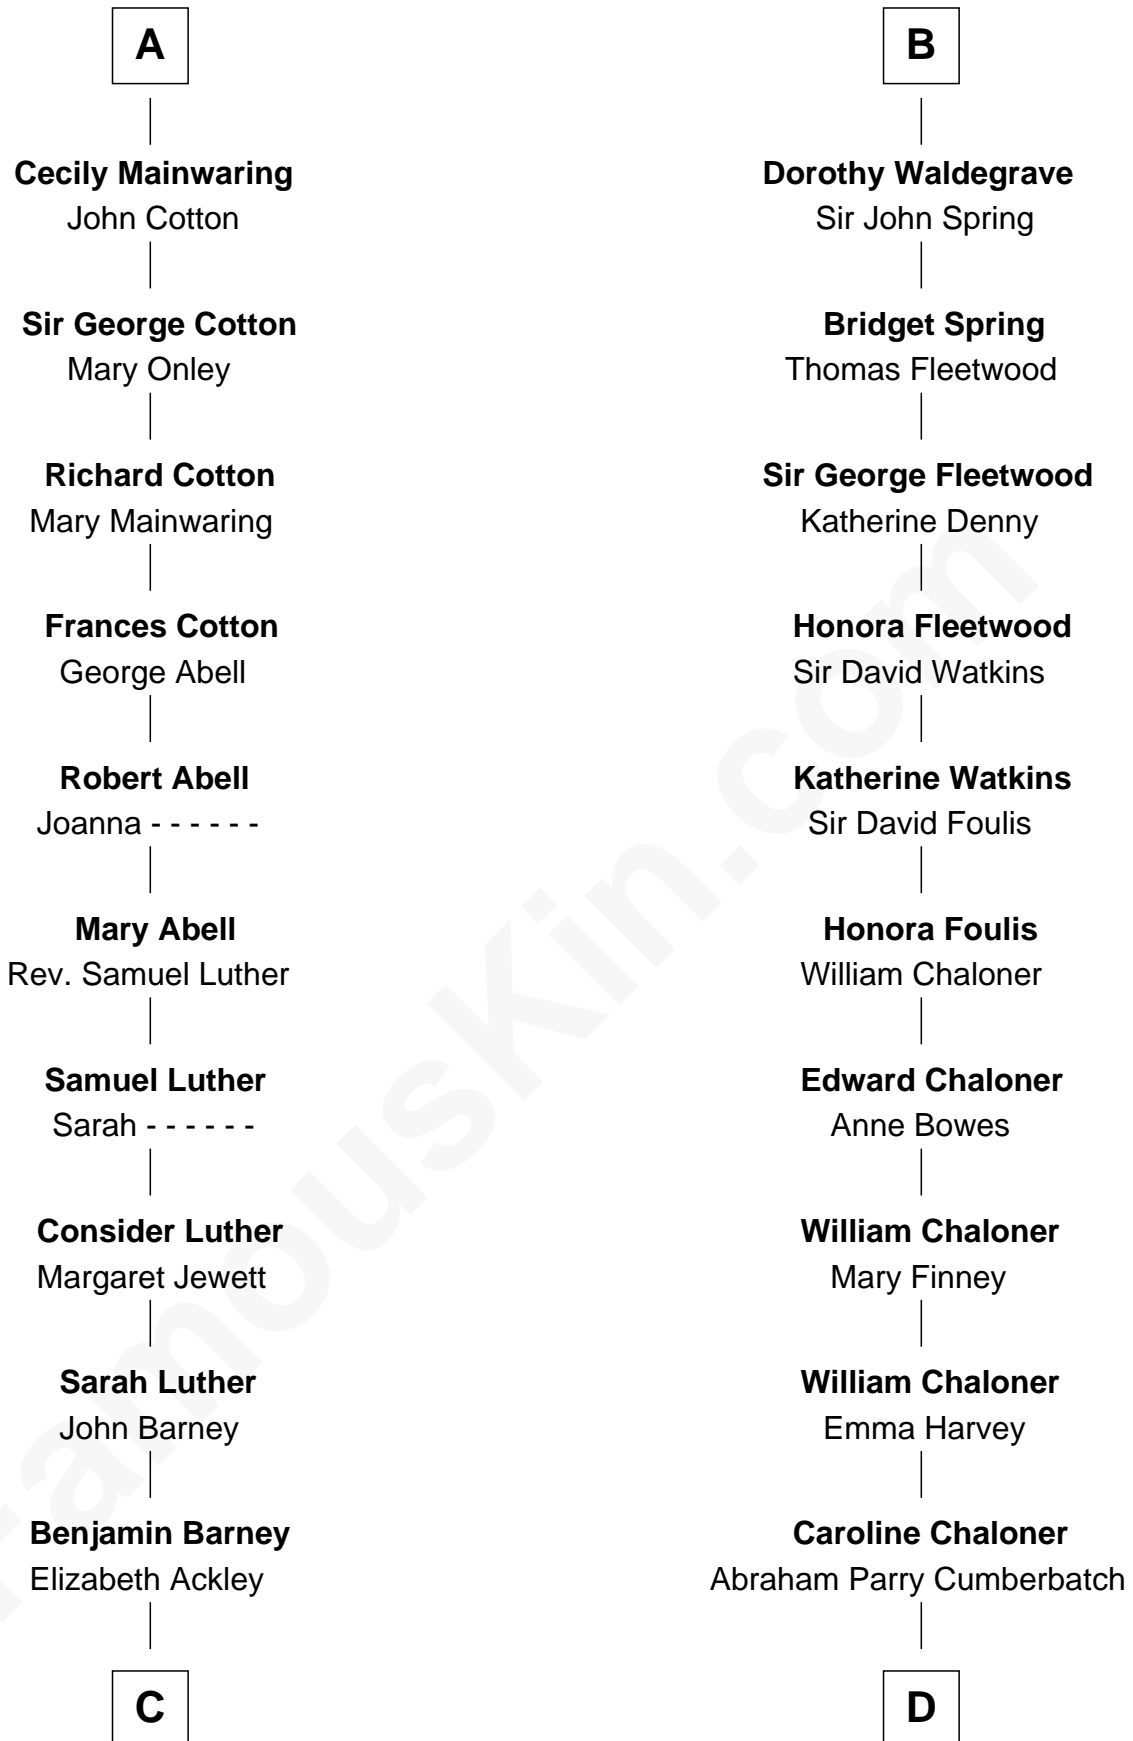 A
Cecily Mainwaring
John Cotton
Sir George Cotton
Mary Onley
Richard Cotton
Mary Mainwaring
Frances Cotton
George Abell
Robert Abell
Joanna - - - - - -
Mary Abell
Rev. Samuel Luther
Samuel Luther
Sarah - - - - - -
Consider Luther
Margaret Jewett
Sarah Luther
John Barney
Benjamin Barney
Elizabeth Ackley
C
B
Dorothy Waldegrave
Sir John Spring
Bridget Spring
Thomas Fleetwood
Sir George Fleetwood
Katherine Denny
Honora Fleetwood
Sir David Watkins
Katherine Watkins
Sir David Foulis
Honora Foulis
William Chaloner
Edward Chaloner
Anne Bowes
William Chaloner
Mary Finney
William Chaloner
Emma Harvey
Caroline Chaloner
Abraham Parry Cumberbatch
D
FamousKin.com